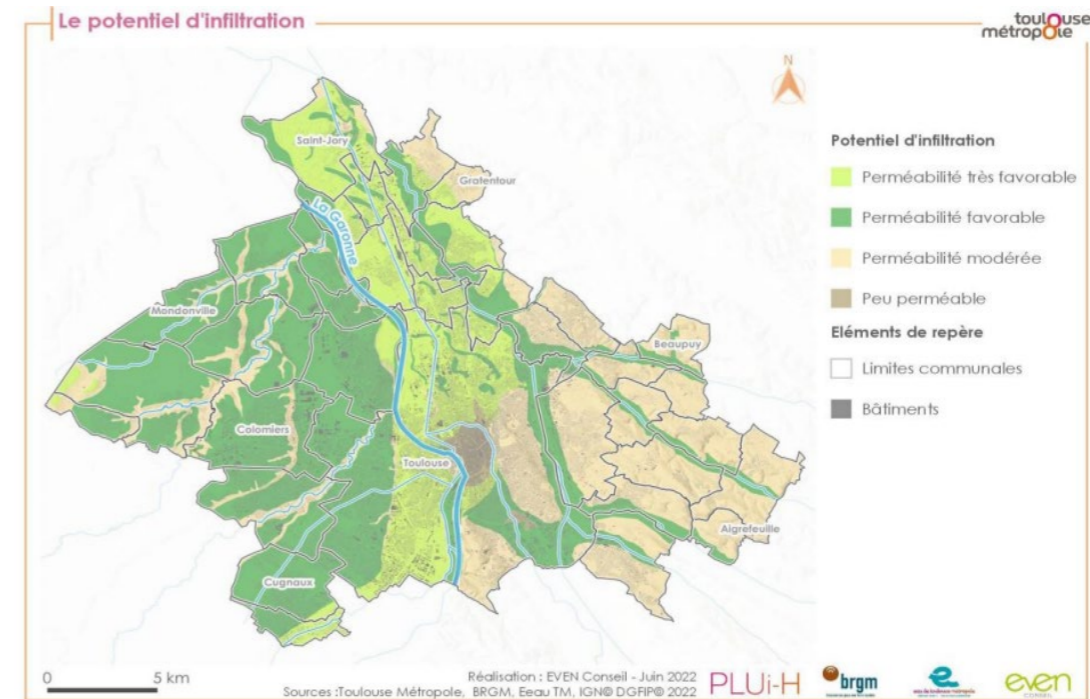 Le potentiel d'infiltration
toulouse
métropole
N
Saint-Jory
Gratentour
La Garonne
Mondonville
Beaupuy
Colomiers
Toulouse
Aigrefeuille
Cugnaux
Potentiel d'infiltration
Perméabilité très favorable
Perméabilité favorable
Perméabilité modérée
Peu perméable
Eléments de repère
Limites communales
Bâtiments
0 5 km
Réalisation : EVEN Conseil - Juin 2022
Sources :Toulouse Métropole, BRGM, Eeau TM, IGN© DGFIP© 2022
PLUi-H
brgm
even
CONSEIL